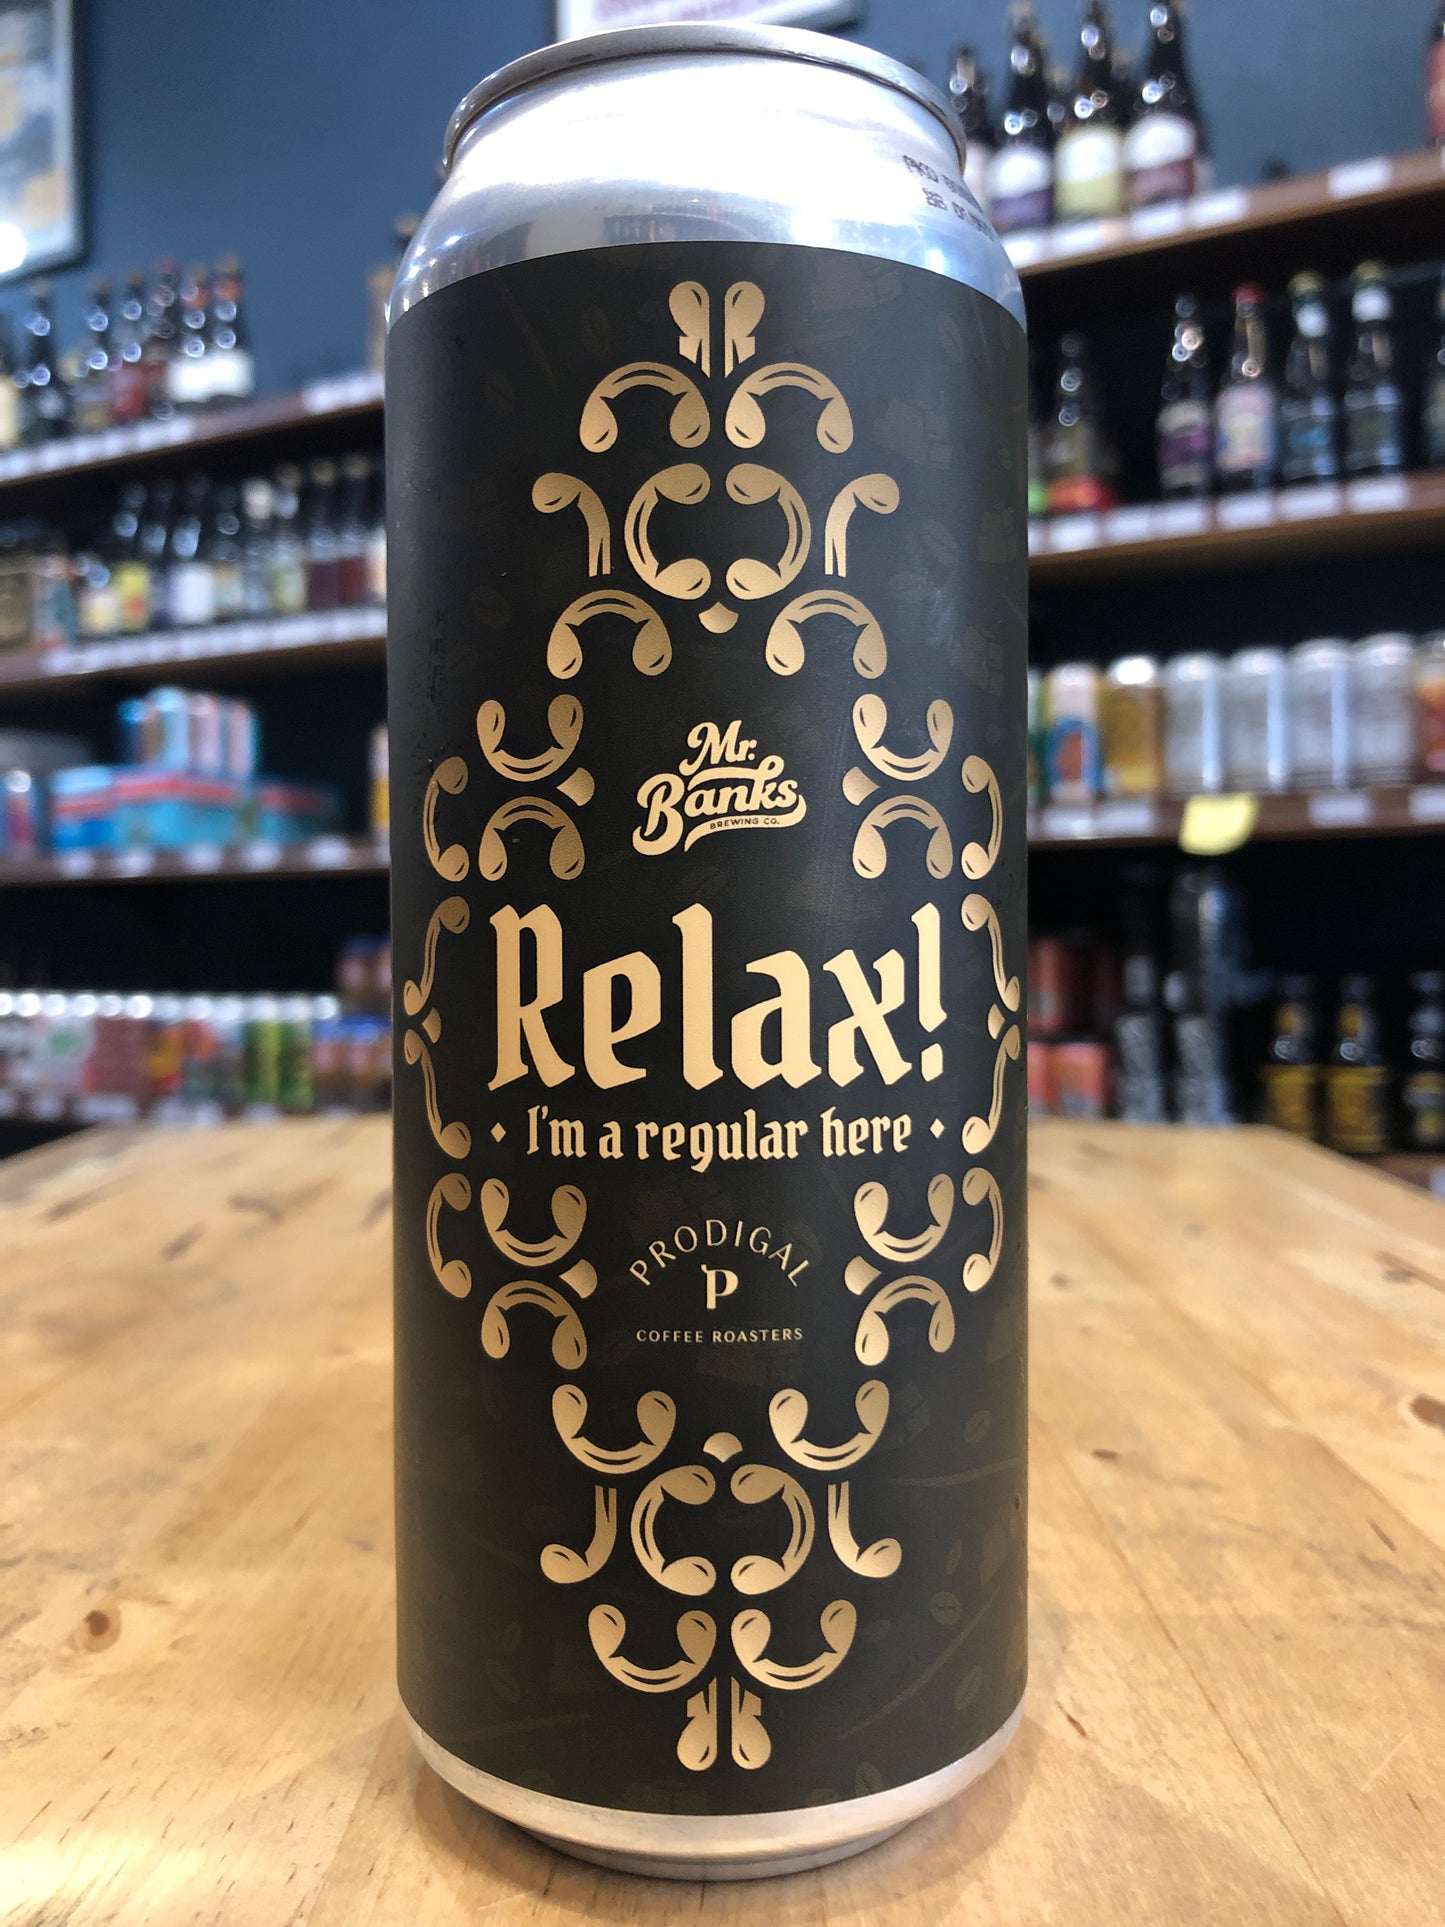 Mr.
Banks
BREWING CO.
Relax!
I'm a regular here
PRODIGAL
P
COFFEE ROASTERS